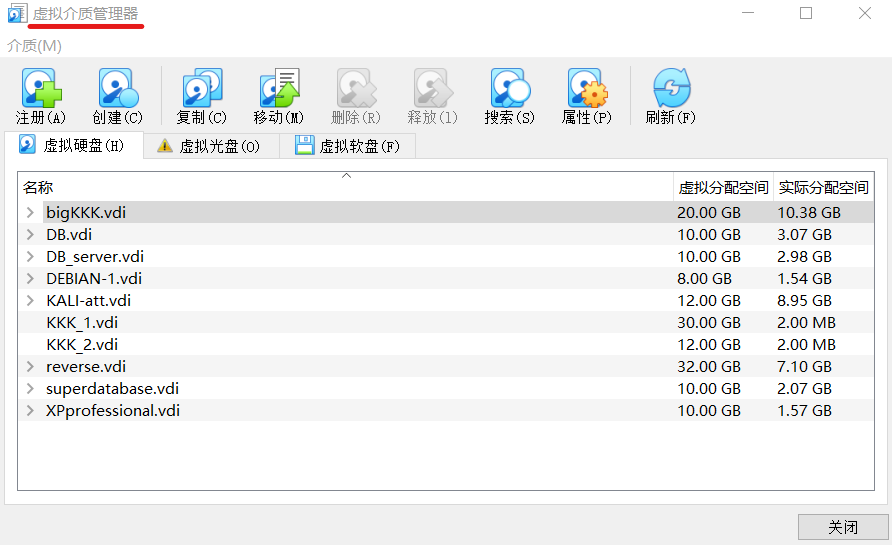 虚拟介质管理器
介质(M)
注册(A) 创建(C) 复制(C) 移动(M) 删除(R) 释放(l) 搜索(S) 属性(P) 刷新(F)
虚拟硬盘(H) 虚拟光盘(O) 虚拟软盘(F)
名称 虚拟分配空间 实际分配空间
bigKKK.vdi 20.00 GB 10.38 GB
DB.vdi 10.00 GB 3.07 GB
DB_server.vdi 10.00 GB 2.98 GB
DEBIAN-1.vdi 8.00 GB 1.54 GB
KALI-att.vdi 12.00 GB 8.95 GB
KKK_1.vdi 30.00 GB 2.00 MB
KKK_2.vdi 12.00 GB 2.00 MB
reverse.vdi 32.00 GB 7.10 GB
superdatabase.vdi 10.00 GB 2.07 GB
XPprofessional.vdi 10.00 GB 1.57 GB
关闭